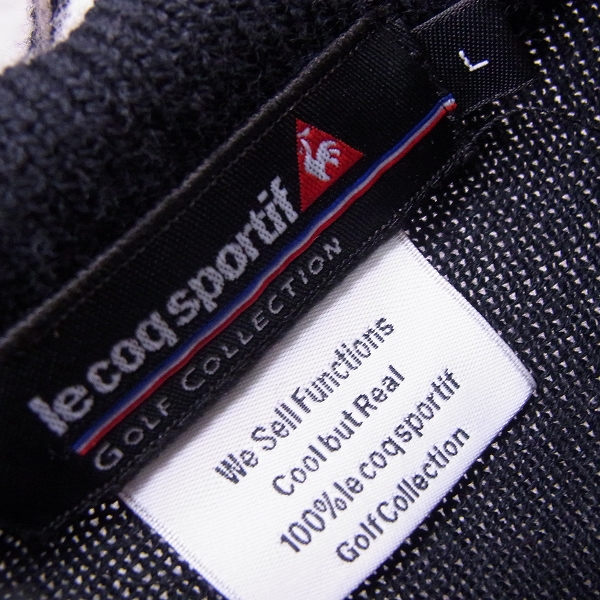 L
le coq sportif
GOLF COLLECTION
We Sell Functions
Cool but Real
100% le coq sportif
Golf Collection